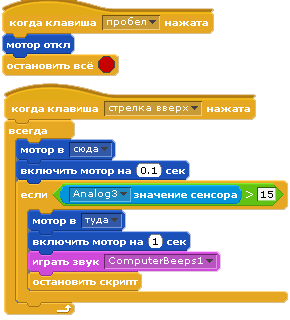 когда клавиша пробел нажата
мотор откл
остановить всё
когда клавиша стрелка вверх нажата
всегда
мотор в сюда
включить мотор на 0.1 сек
если Analog3 значение сенсора > 15
мотор в туда
включить мотор на 1 сек
играть звук ComputerBeeps1
остановить скрипт